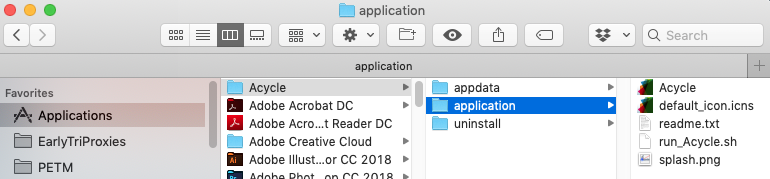 application
Search
application
Favorites
Applications
EarlyTriProxies
PETM
Acycle
Adobe Acrobat DC
Adobe Acro...t Reader DC
Adobe Creative Cloud
Adobe Illust...or CC 2018
Adobe Phot...op CC 2018
appdata
application
uninstall
Acycle
default_icon.icns
readme.txt
run_Acycle.sh
splash.png